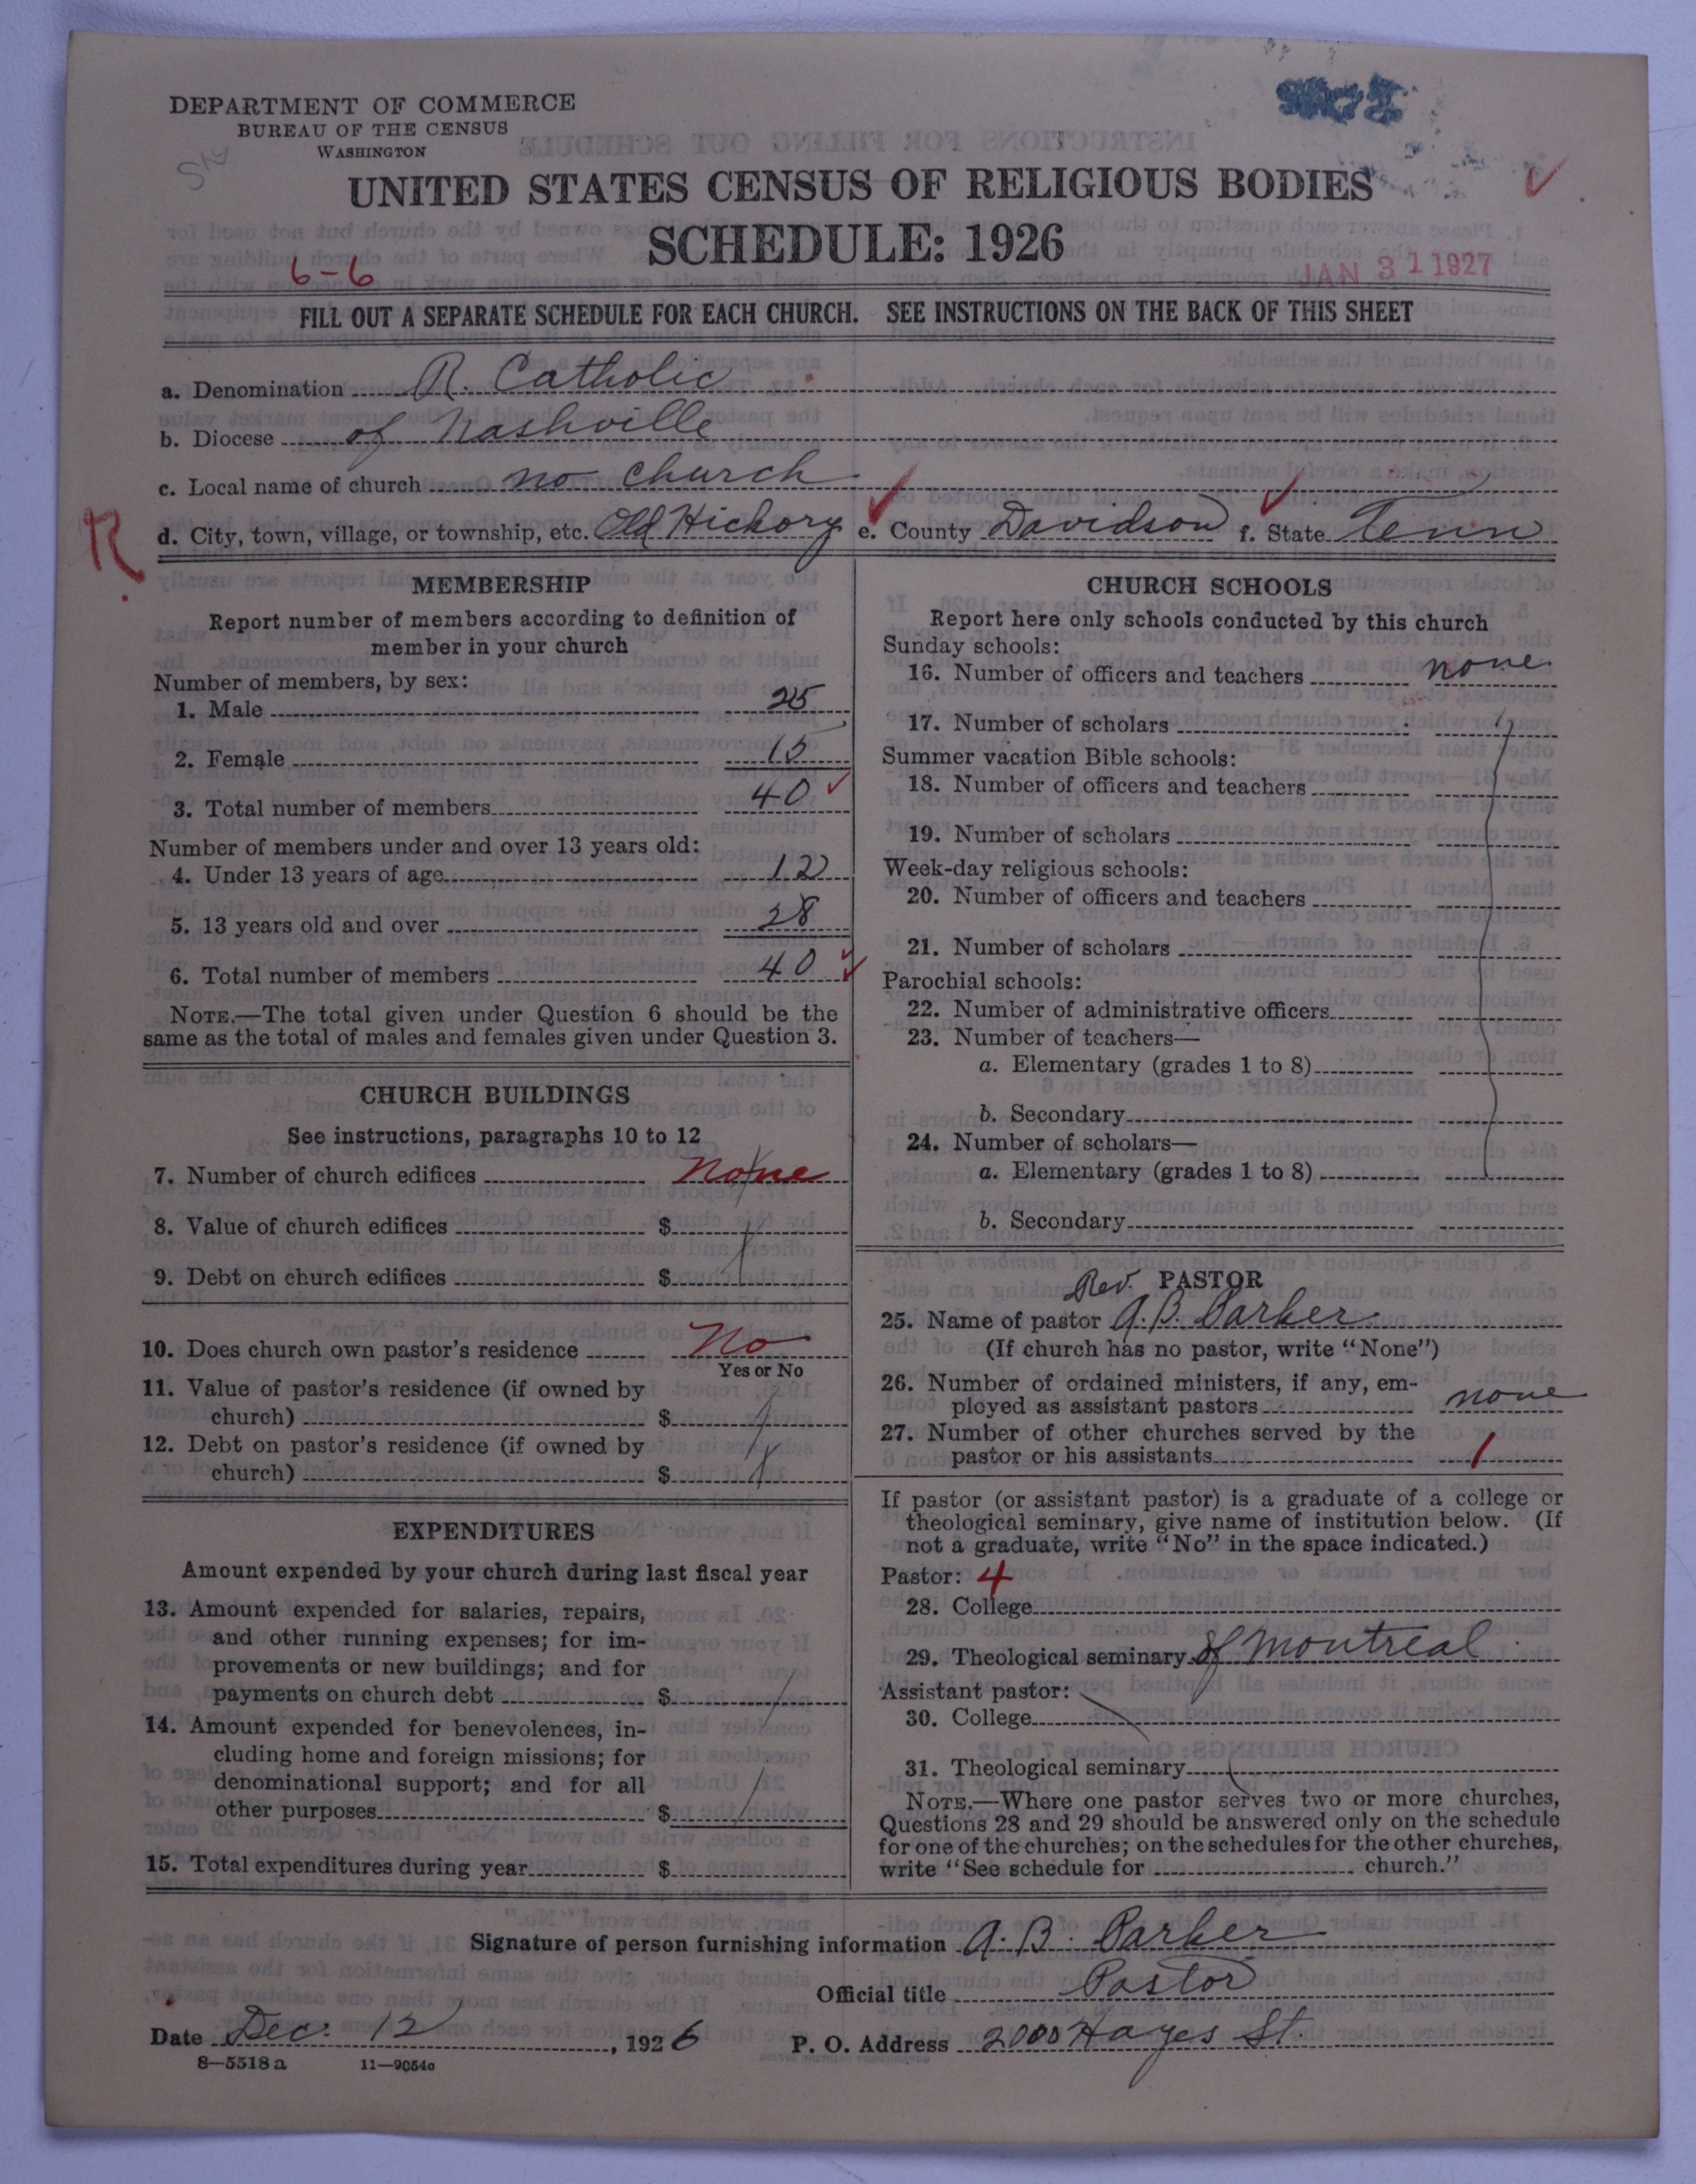 DEPARTMENT OF COMMERCE
BUREAU OF THE CENSUS
WASHINGTON
UNITED STATES CENSUS OF RELIGIOUS BODIES
SCHEDULE: 1926
6-6
JAN 31 1927
FILL OUT A SEPARATE SCHEDULE FOR EACH CHURCH. SEE INSTRUCTIONS ON THE BACK OF THIS SHEET
a. Denomination R. Catholic
b. Diocese of Nashville
c. Local name of church no church
R
d. City, town, village, or township, etc. Old Hickory e. County Davidson f. State Tenn
MEMBERSHIP
Report number of members according to definition of
member in your church
Number of members, by sex:
1. Male 25
2. Female 15
3. Total number of members 40
Number of members under and over 13 years old:
4. Under 13 years of age 12
5. 13 years old and over 28
6. Total number of members 40
NOTE.—The total given under Question 6 should be the
same as the total of males and females given under Question 3.
CHURCH BUILDINGS
See instructions, paragraphs 10 to 12
7. Number of church edifices None
8. Value of church edifices $
9. Debt on church edifices $
10. Does church own pastor's residence No
Yes or No
11. Value of pastor's residence (if owned by
church) $
12. Debt on pastor's residence (if owned by
church) $
EXPENDITURES
Amount expended by your church during last fiscal year
13. Amount expended for salaries, repairs,
and other running expenses; for im-
provements or new buildings; and for
payments on church debt $
14. Amount expended for benevolences, in-
cluding home and foreign missions; for
denominational support; and for all
other purposes $
15. Total expenditures during year $
CHURCH SCHOOLS
Report here only schools conducted by this church
Sunday schools:
16. Number of officers and teachers none
17. Number of scholars
Summer vacation Bible schools:
18. Number of officers and teachers
19. Number of scholars
Week-day religious schools:
20. Number of officers and teachers
21. Number of scholars
Parochial schools:
22. Number of administrative officers
23. Number of teachers—
a. Elementary (grades 1 to 8)
b. Secondary
24. Number of scholars—
a. Elementary (grades 1 to 8)
b. Secondary
PASTOR
25. Name of pastor Rev. A. B. Parker
(If church has no pastor, write "None")
26. Number of ordained ministers, if any, em-
ployed as assistant pastors none
27. Number of other churches served by the
pastor or his assistants 1
If pastor (or assistant pastor) is a graduate of a college or
theological seminary, give name of institution below. (If
not a graduate, write "No" in the space indicated.)
Pastor: 4
28. College
29. Theological seminary of Montreal
Assistant pastor:
30. College
31. Theological seminary
NOTE.—Where one pastor serves two or more churches,
Questions 28 and 29 should be answered only on the schedule
for one of the churches; on the schedules for the other churches,
write "See schedule for church."
Signature of person furnishing information A. B. Parker
Official title Pastor
Date Dec. 12, 1926 P. O. Address 2000 Hayes St.
8—5518a 11—9054a